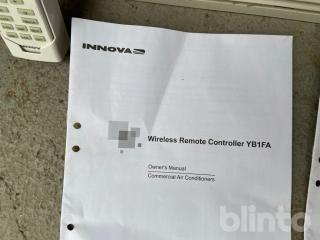 INNOVA
Wireless Remote Controller YB1FA
Owner's Manual
Commercial Air Conditioners
blinto